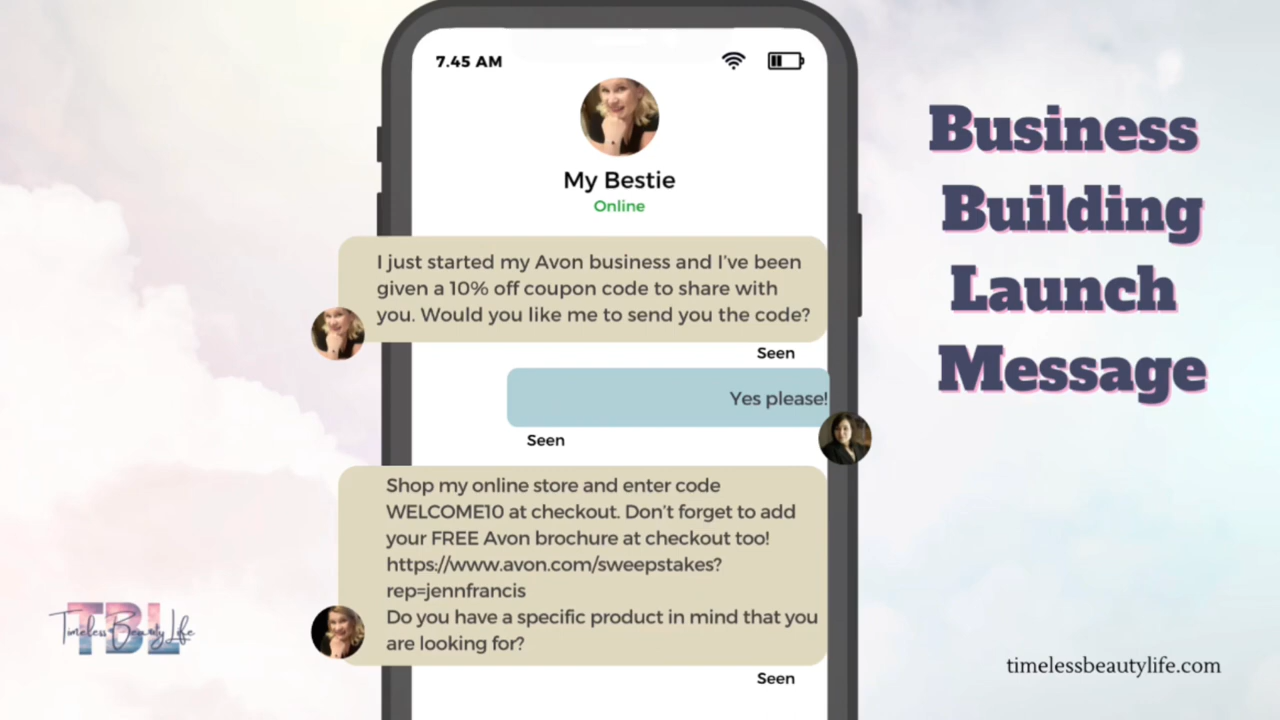 7.45 AM
My Bestie
Online
I just started my Avon business and I've been
given a 10% off coupon code to share with
you. Would you like me to send you the code?
Seen
Yes please!
Seen
Shop my online store and enter code
WELCOME10 at checkout. Don't forget to add
your FREE Avon brochure at checkout too!
https://www.avon.com/sweepstakes?
rep=jennfrancis
Do you have a specific product in mind that you
are looking for?
Seen
Business
Building
Launch
Message
TBL
Timeless Beauty Life
timelessbeautylife.com